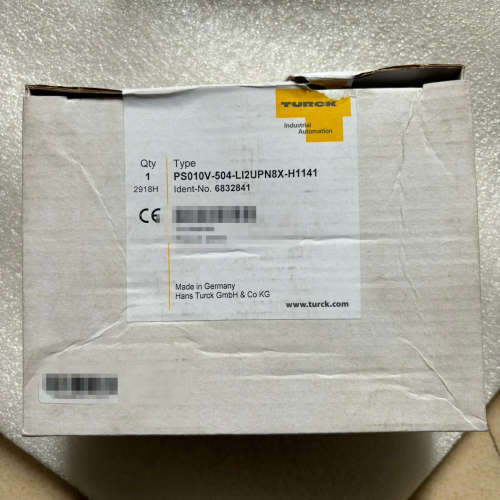 TURCK
Industrial
Automation
Qty Type
1 PS010V-504-LI2UPN8X-H1141
2918H Ident-No. 6832841
CE
Made in Germany
Hans Turck GmbH & Co KG
www.turck.com